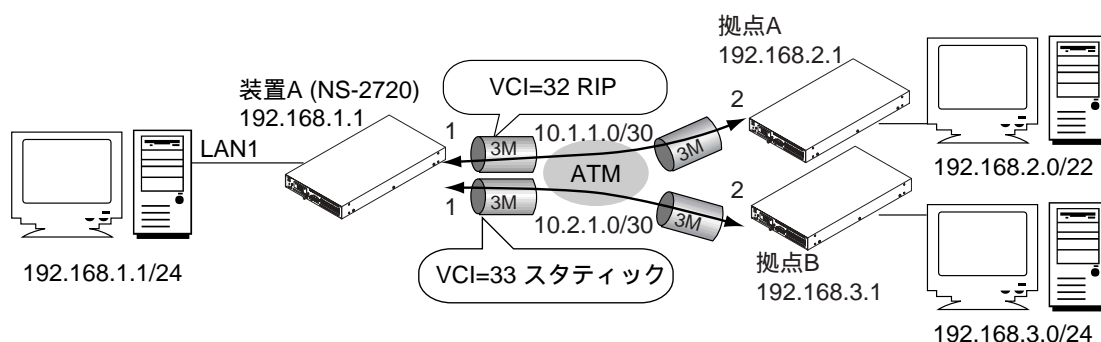 装置A (NS-2720)
192.168.1.1
LAN1
192.168.1.1/24
VCI=32 RIP
1
3M
10.1.1.0/30
3M
2
ATM
1
3M
10.2.1.0/30
3M
2
VCI=33 スタティック
拠点A
192.168.2.1
192.168.2.0/22
拠点B
192.168.3.1
192.168.3.0/24